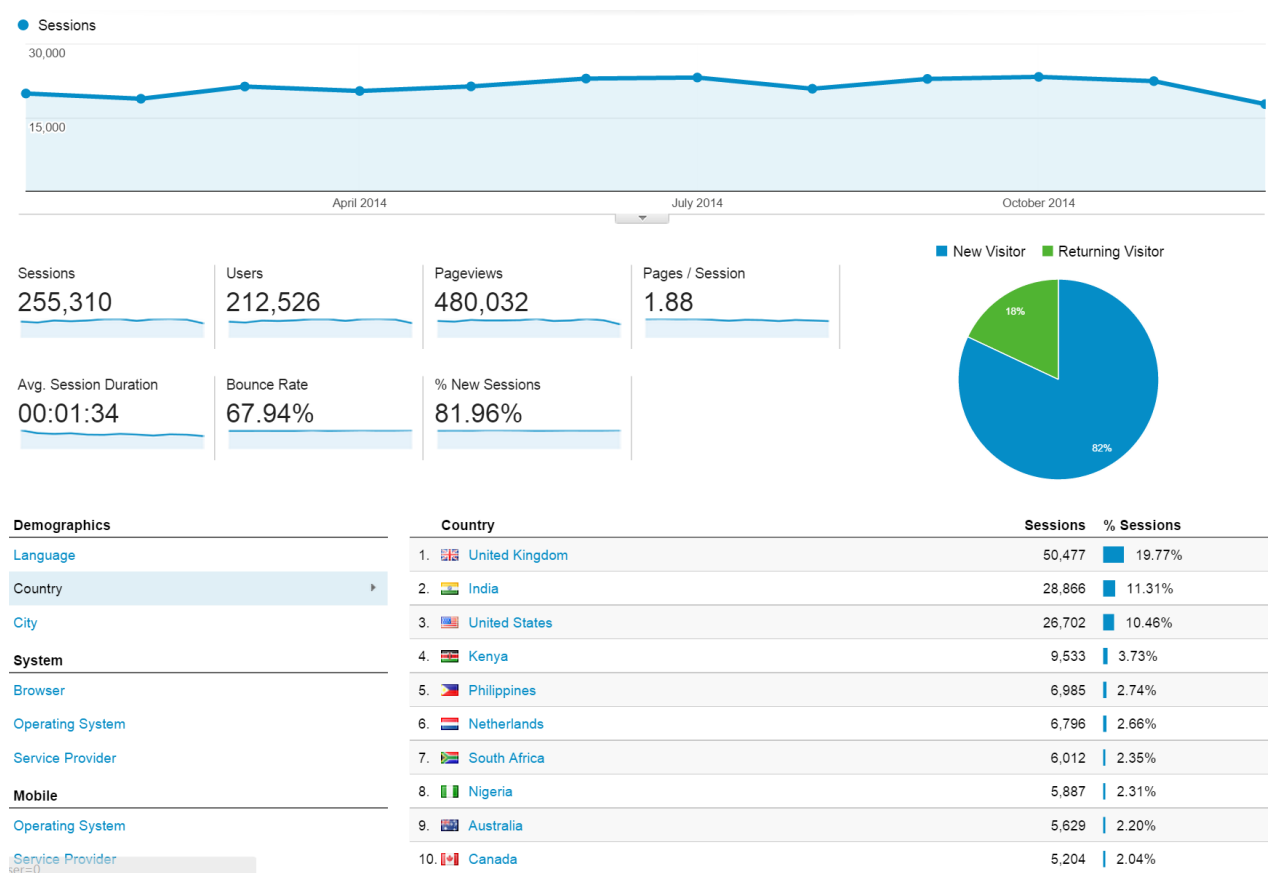 Sessions
30,000
15,000
April 2014 July 2014 October 2014
New Visitor Returning Visitor
18%
82%
Sessions Users Pageviews Pages / Session
255,310 212,526 480,032 1.88
Avg. Session Duration Bounce Rate % New Sessions
00:01:34 67.94% 81.96%
Demographics
Language
Country
City
System
Browser
Operating System
Service Provider
Mobile
Operating System
Service Provider
ser=0
Country Sessions % Sessions
1. United Kingdom 50,477 19.77%
2. India 28,866 11.31%
3. United States 26,702 10.46%
4. Kenya 9,533 3.73%
5. Philippines 6,985 2.74%
6. Netherlands 6,796 2.66%
7. South Africa 6,012 2.35%
8. Nigeria 5,887 2.31%
9. Australia 5,629 2.20%
10. Canada 5,204 2.04%